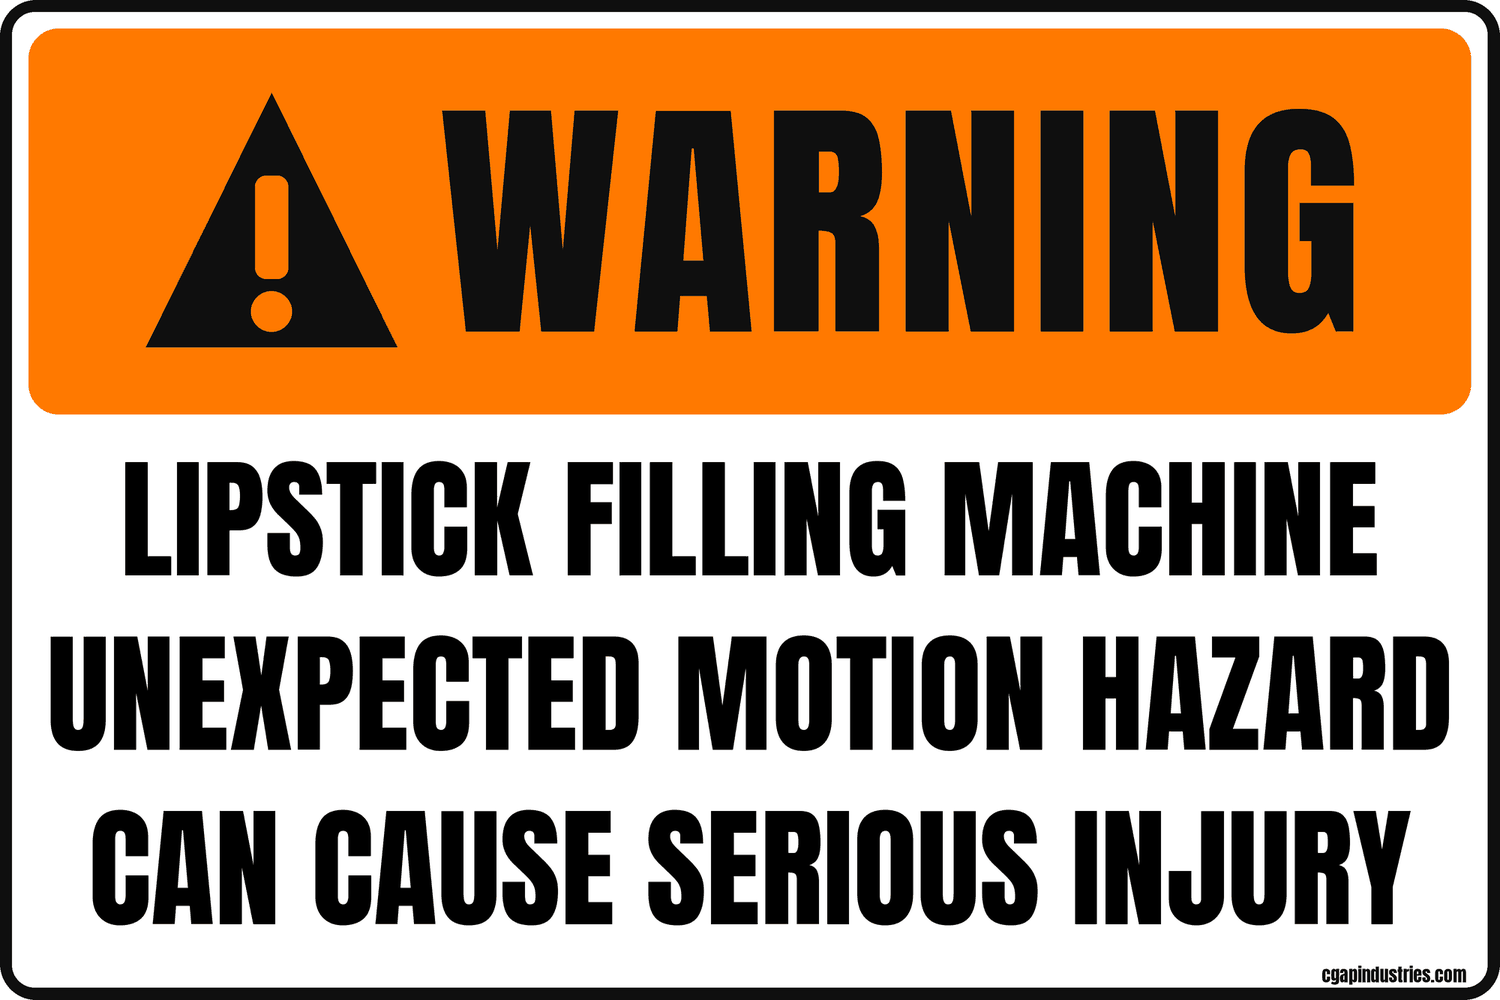 WARNING
LIPSTICK FILLING MACHINE
UNEXPECTED MOTION HAZARD
CAN CAUSE SERIOUS INJURY
cgapindustries.com